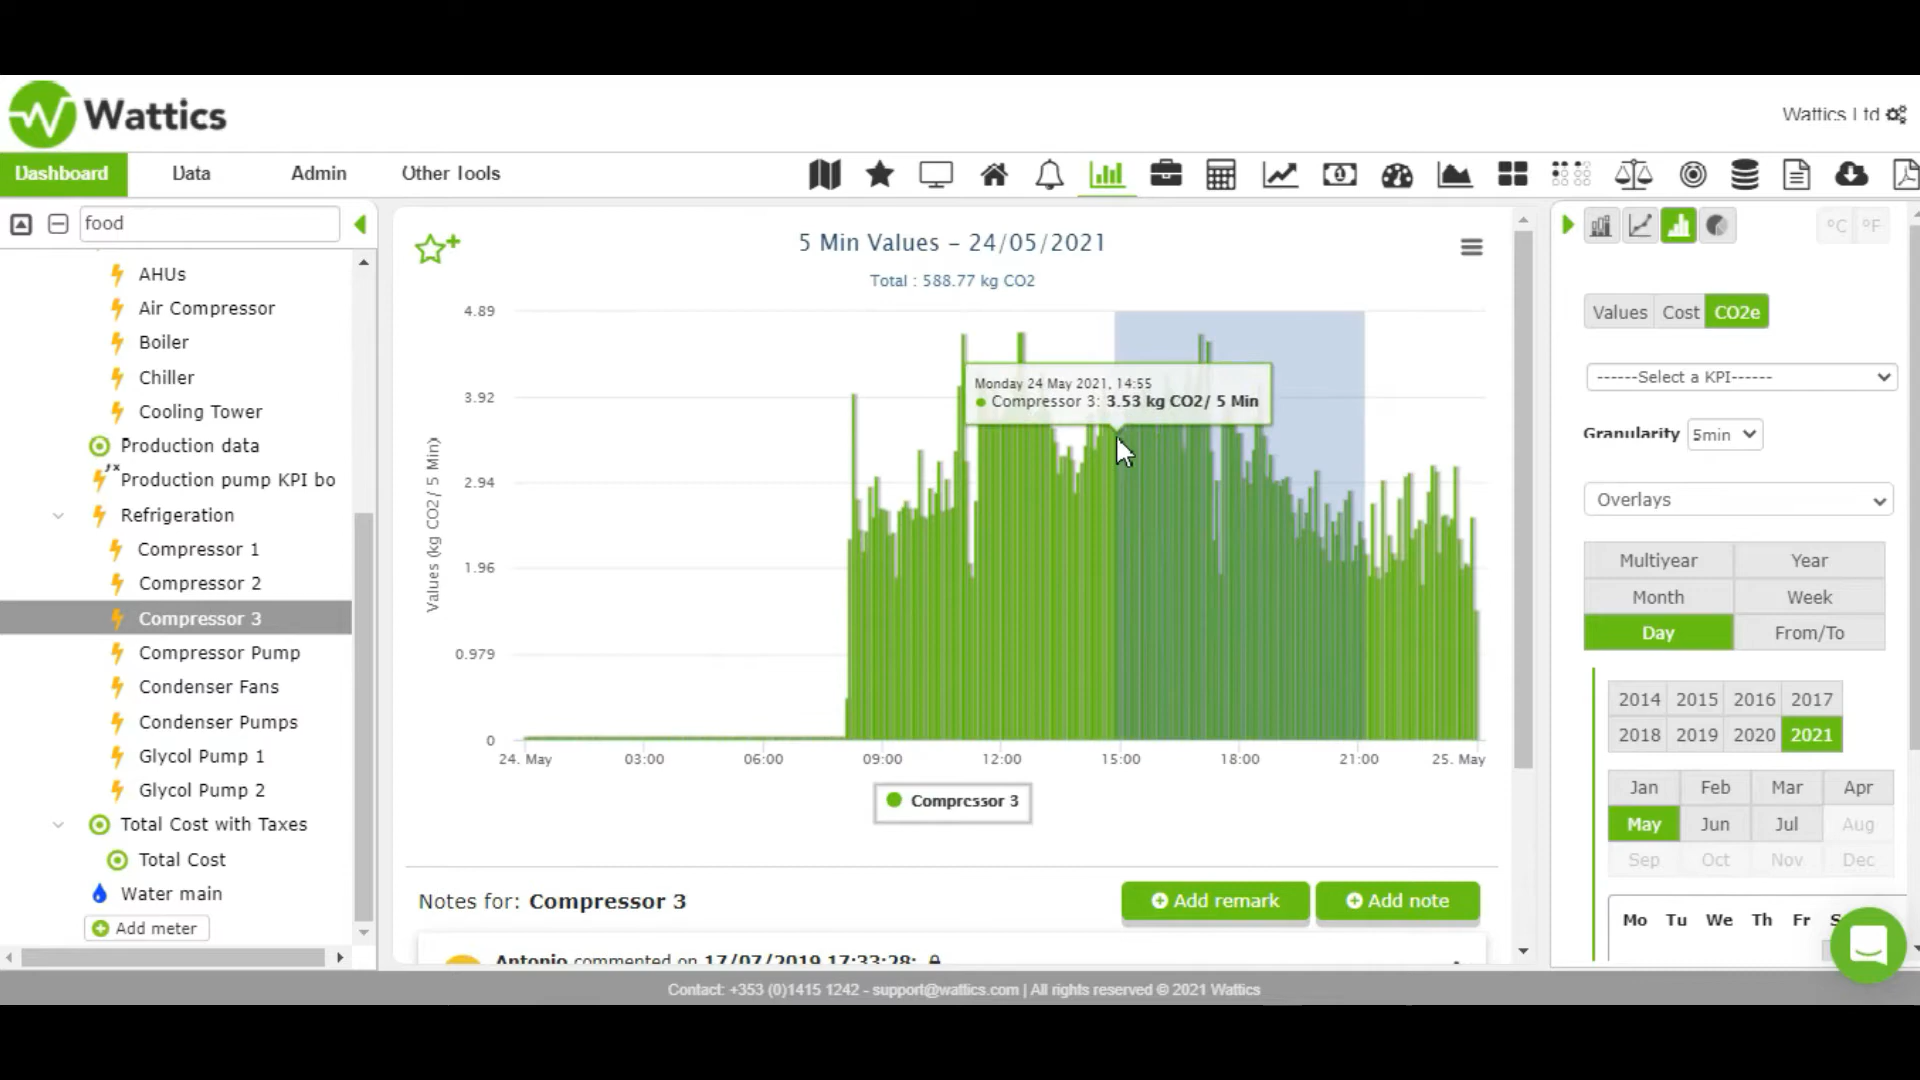 Wattics
Wattics Ltd
Dashboard Data Admin Other Tools
food
°C °F
AHUs
Air Compressor
Boiler
Chiller
Cooling Tower
Production data
Production pump KPI bo
Refrigeration
Compressor 1
Compressor 2
Compressor 3
Compressor Pump
Condenser Fans
Condenser Pumps
Glycol Pump 1
Glycol Pump 2
Total Cost with Taxes
Total Cost
Water main
Add meter
5 Min Values - 24/05/2021
Total : 588.77 kg CO2
Values (kg CO2/ 5 Min)
4.89
3.92
2.94
1.96
0.979
0
Monday 24 May 2021, 14:55
Compressor 3: 3.53 kg CO2/ 5 Min
24. May 03:00 06:00 09:00 12:00 15:00 18:00 21:00 25. May
Compressor 3
Notes for: Compressor 3
Add remark Add note
Antonio commented on 17/07/2019 17:33:28:
Values Cost CO2e
------Select a KPI------
Granularity 5min
Overlays
Multiyear Year
Month Week
Day From/To
2014 2015 2016 2017
2018 2019 2020 2021
Jan Feb Mar Apr
May Jun Jul Aug
Sep Oct Nov Dec
Mo Tu We Th Fr
Contact: +353 (0)1415 1242 - support@wattics.com | All rights reserved © 2021 Wattics